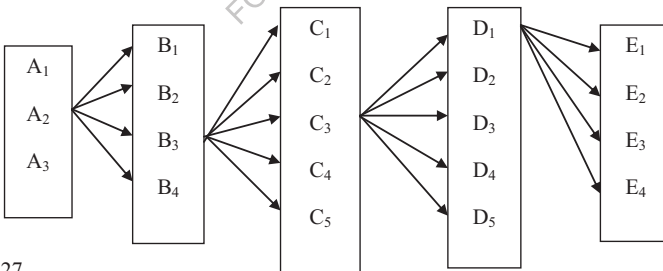 FO
A₁
A₂
A₃
B₁
B₂
B₃
B₄
C₁
C₂
C₃
C₄
C₅
D₁
D₂
D₃
D₄
D₅
E₁
E₂
E₃
E₄
27